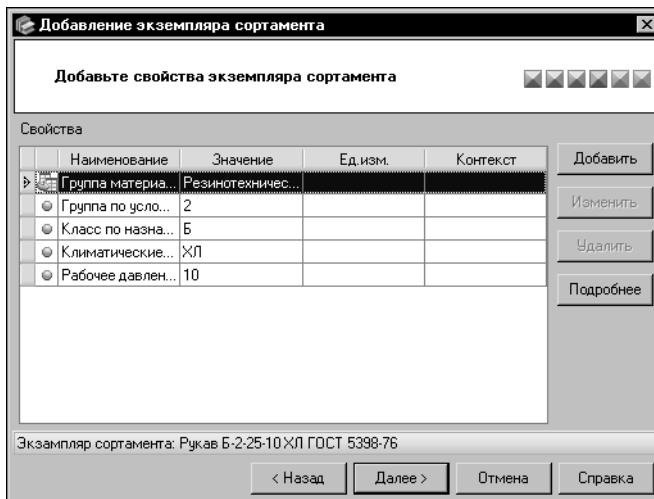 Добавление экземпляра сортамента
Добавьте свойства экземпляра сортамента
Свойства
Наименование Значение Ед.изм. Контекст
Группа материа... Резинотехничес...
Группа по усло... 2
Класс по назна... Б
Климатические... ХЛ
Рабочее давлен... 10
Добавить
Изменить
Удалить
Подробнее
Экзампляр сортамента: Рукав Б-2-25-10 ХЛ ГОСТ 5398-76
< Назад Далее > Отмена Справка